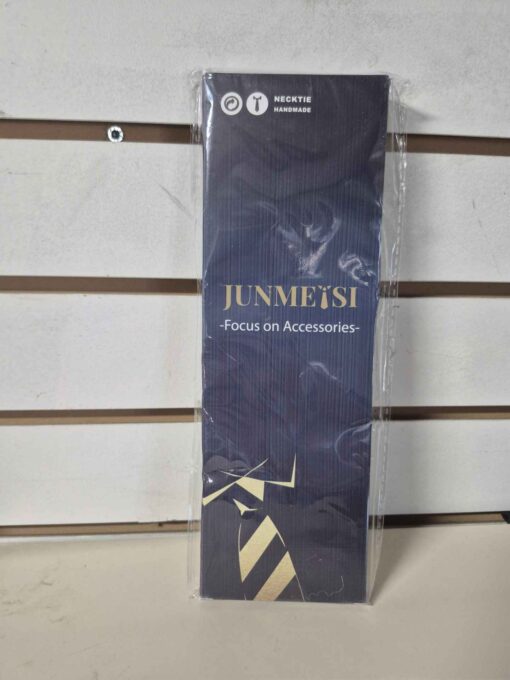 NECKTIE
HANDMADE
JUNMEISI
-Focus on Accessories-